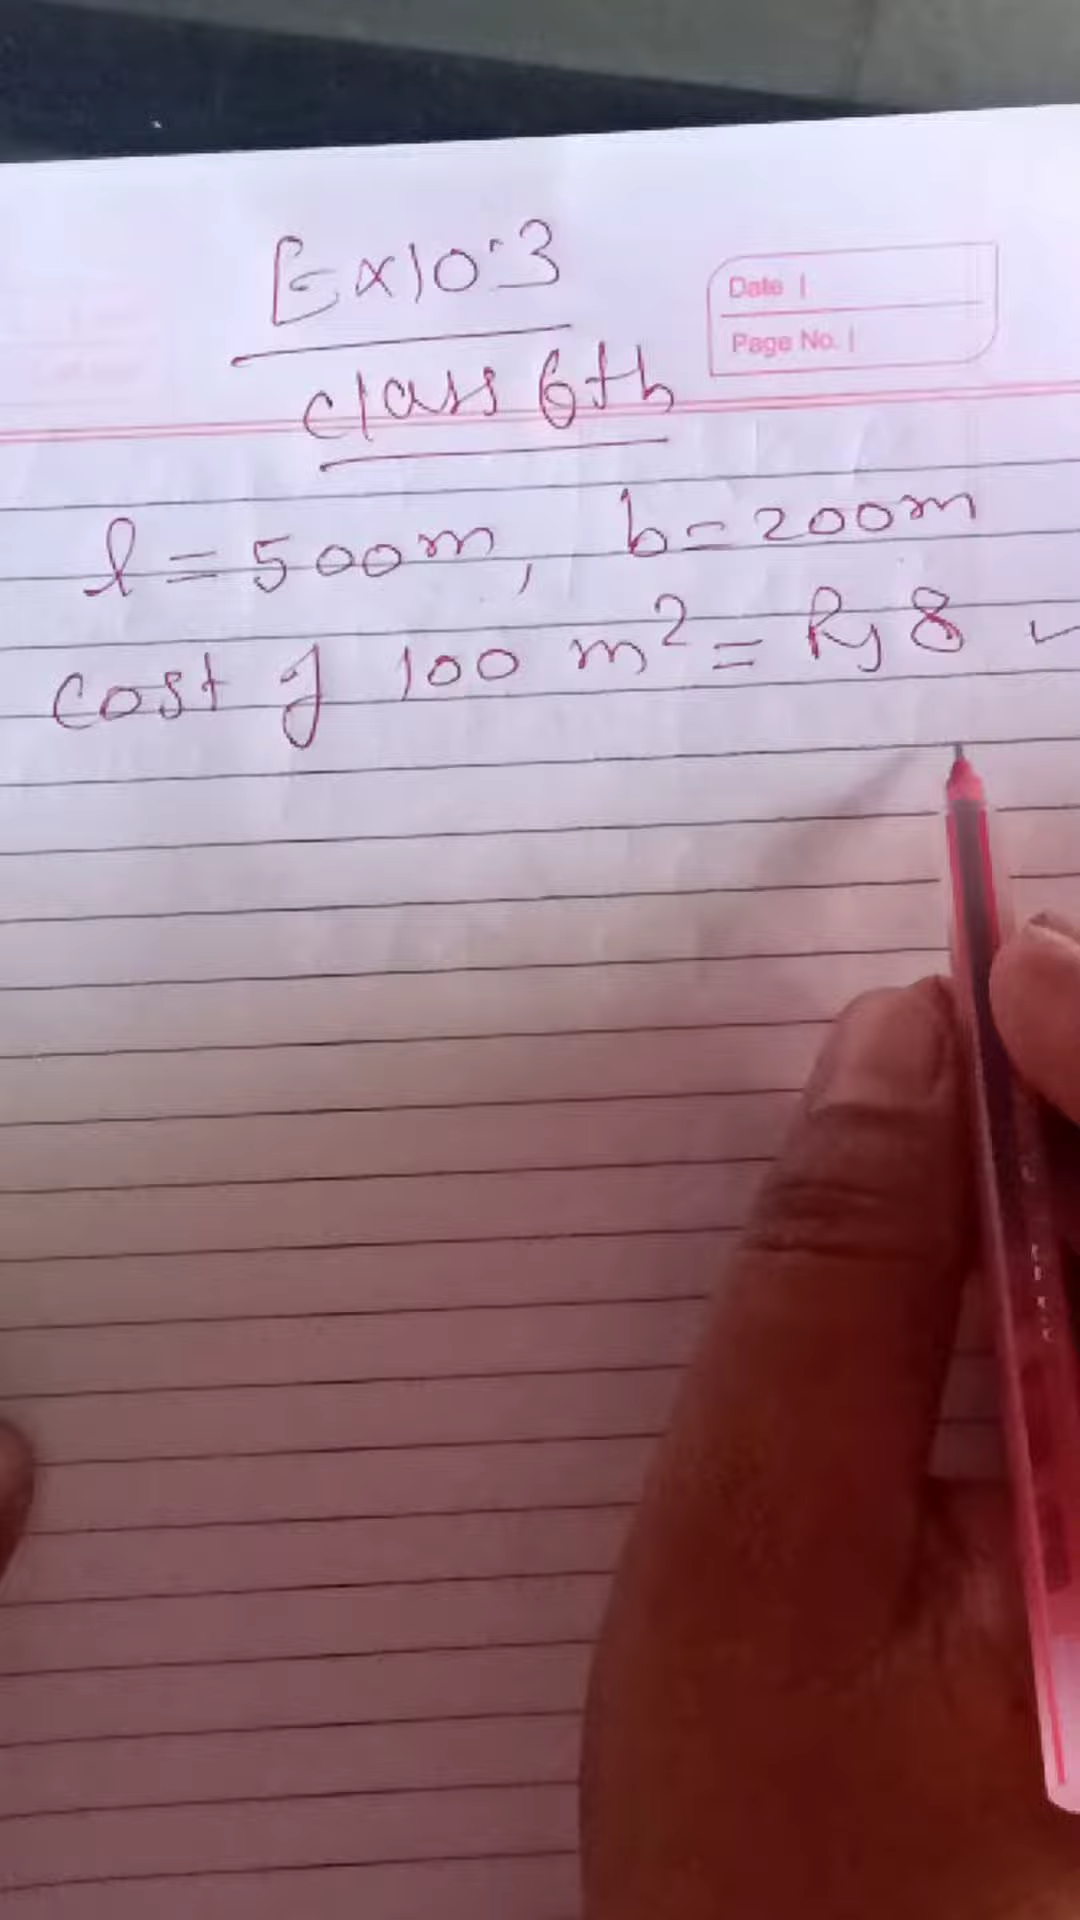 Ex 10.3
Date
Page No.
class 6th
l = 500m, b = 200m
cost of 100 m² = Rs 8 ✓